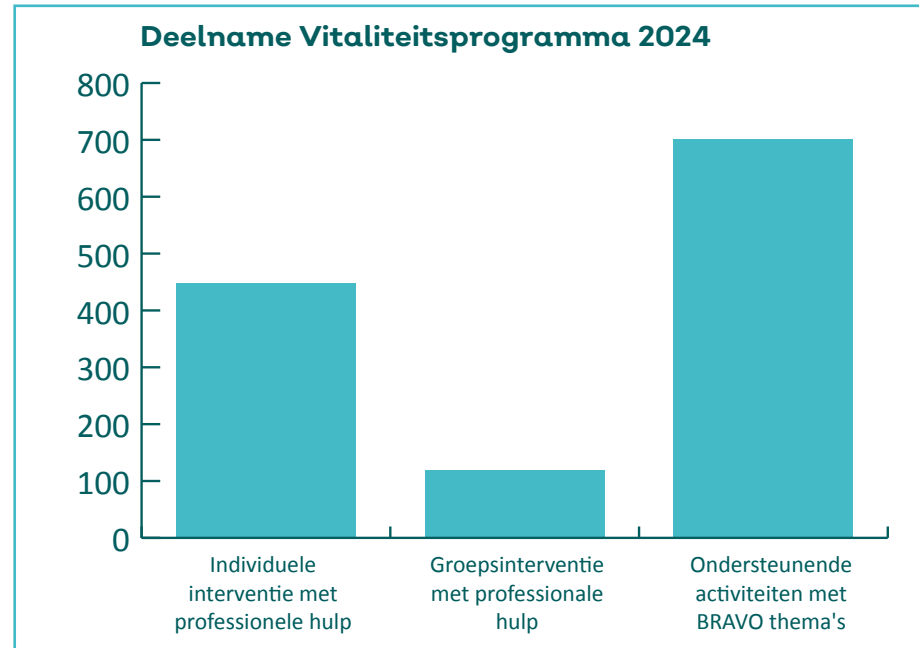 Deelname Vitaliteitsprogramma 2024
800
700
600
500
400
300
200
100
0
Individuele
interventie met
professionele hulp
Groepsinterventie
met professionale
hulp
Ondersteunende
activiteiten met
BRAVO thema's